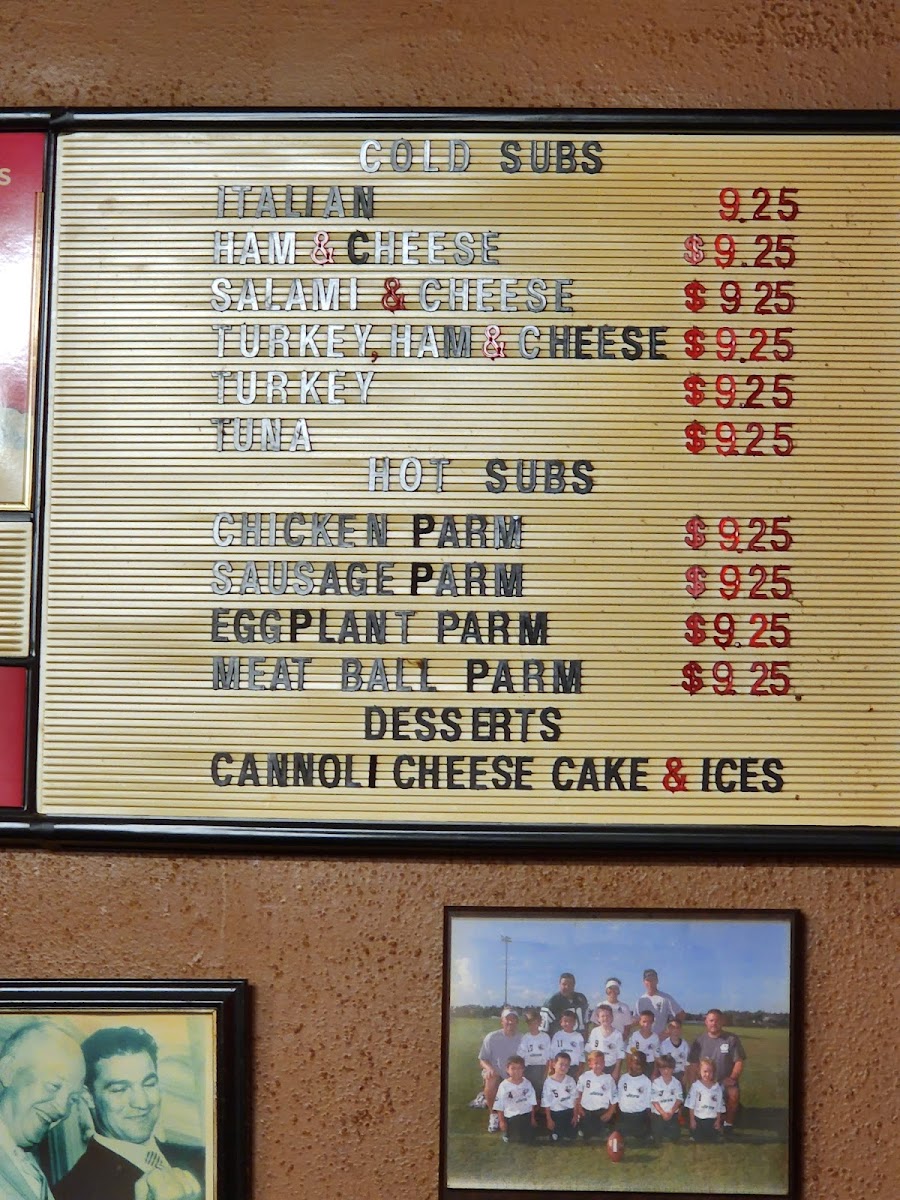 S
COLD SUBS
ITALIAN 9.25
HAM & CHEESE $9.25
SALAMI & CHEESE $9.25
TURKEY, HAM & CHEESE $9.25
TURKEY $9.25
TUNA $9.25
HOT SUBS
CHICKEN PARM $9.25
SAUSAGE PARM $9.25
EGGPLANT PARM $9.25
MEAT BALL PARM $9.25
DESSERTS
CANNOLI CHEESE CAKE & ICES